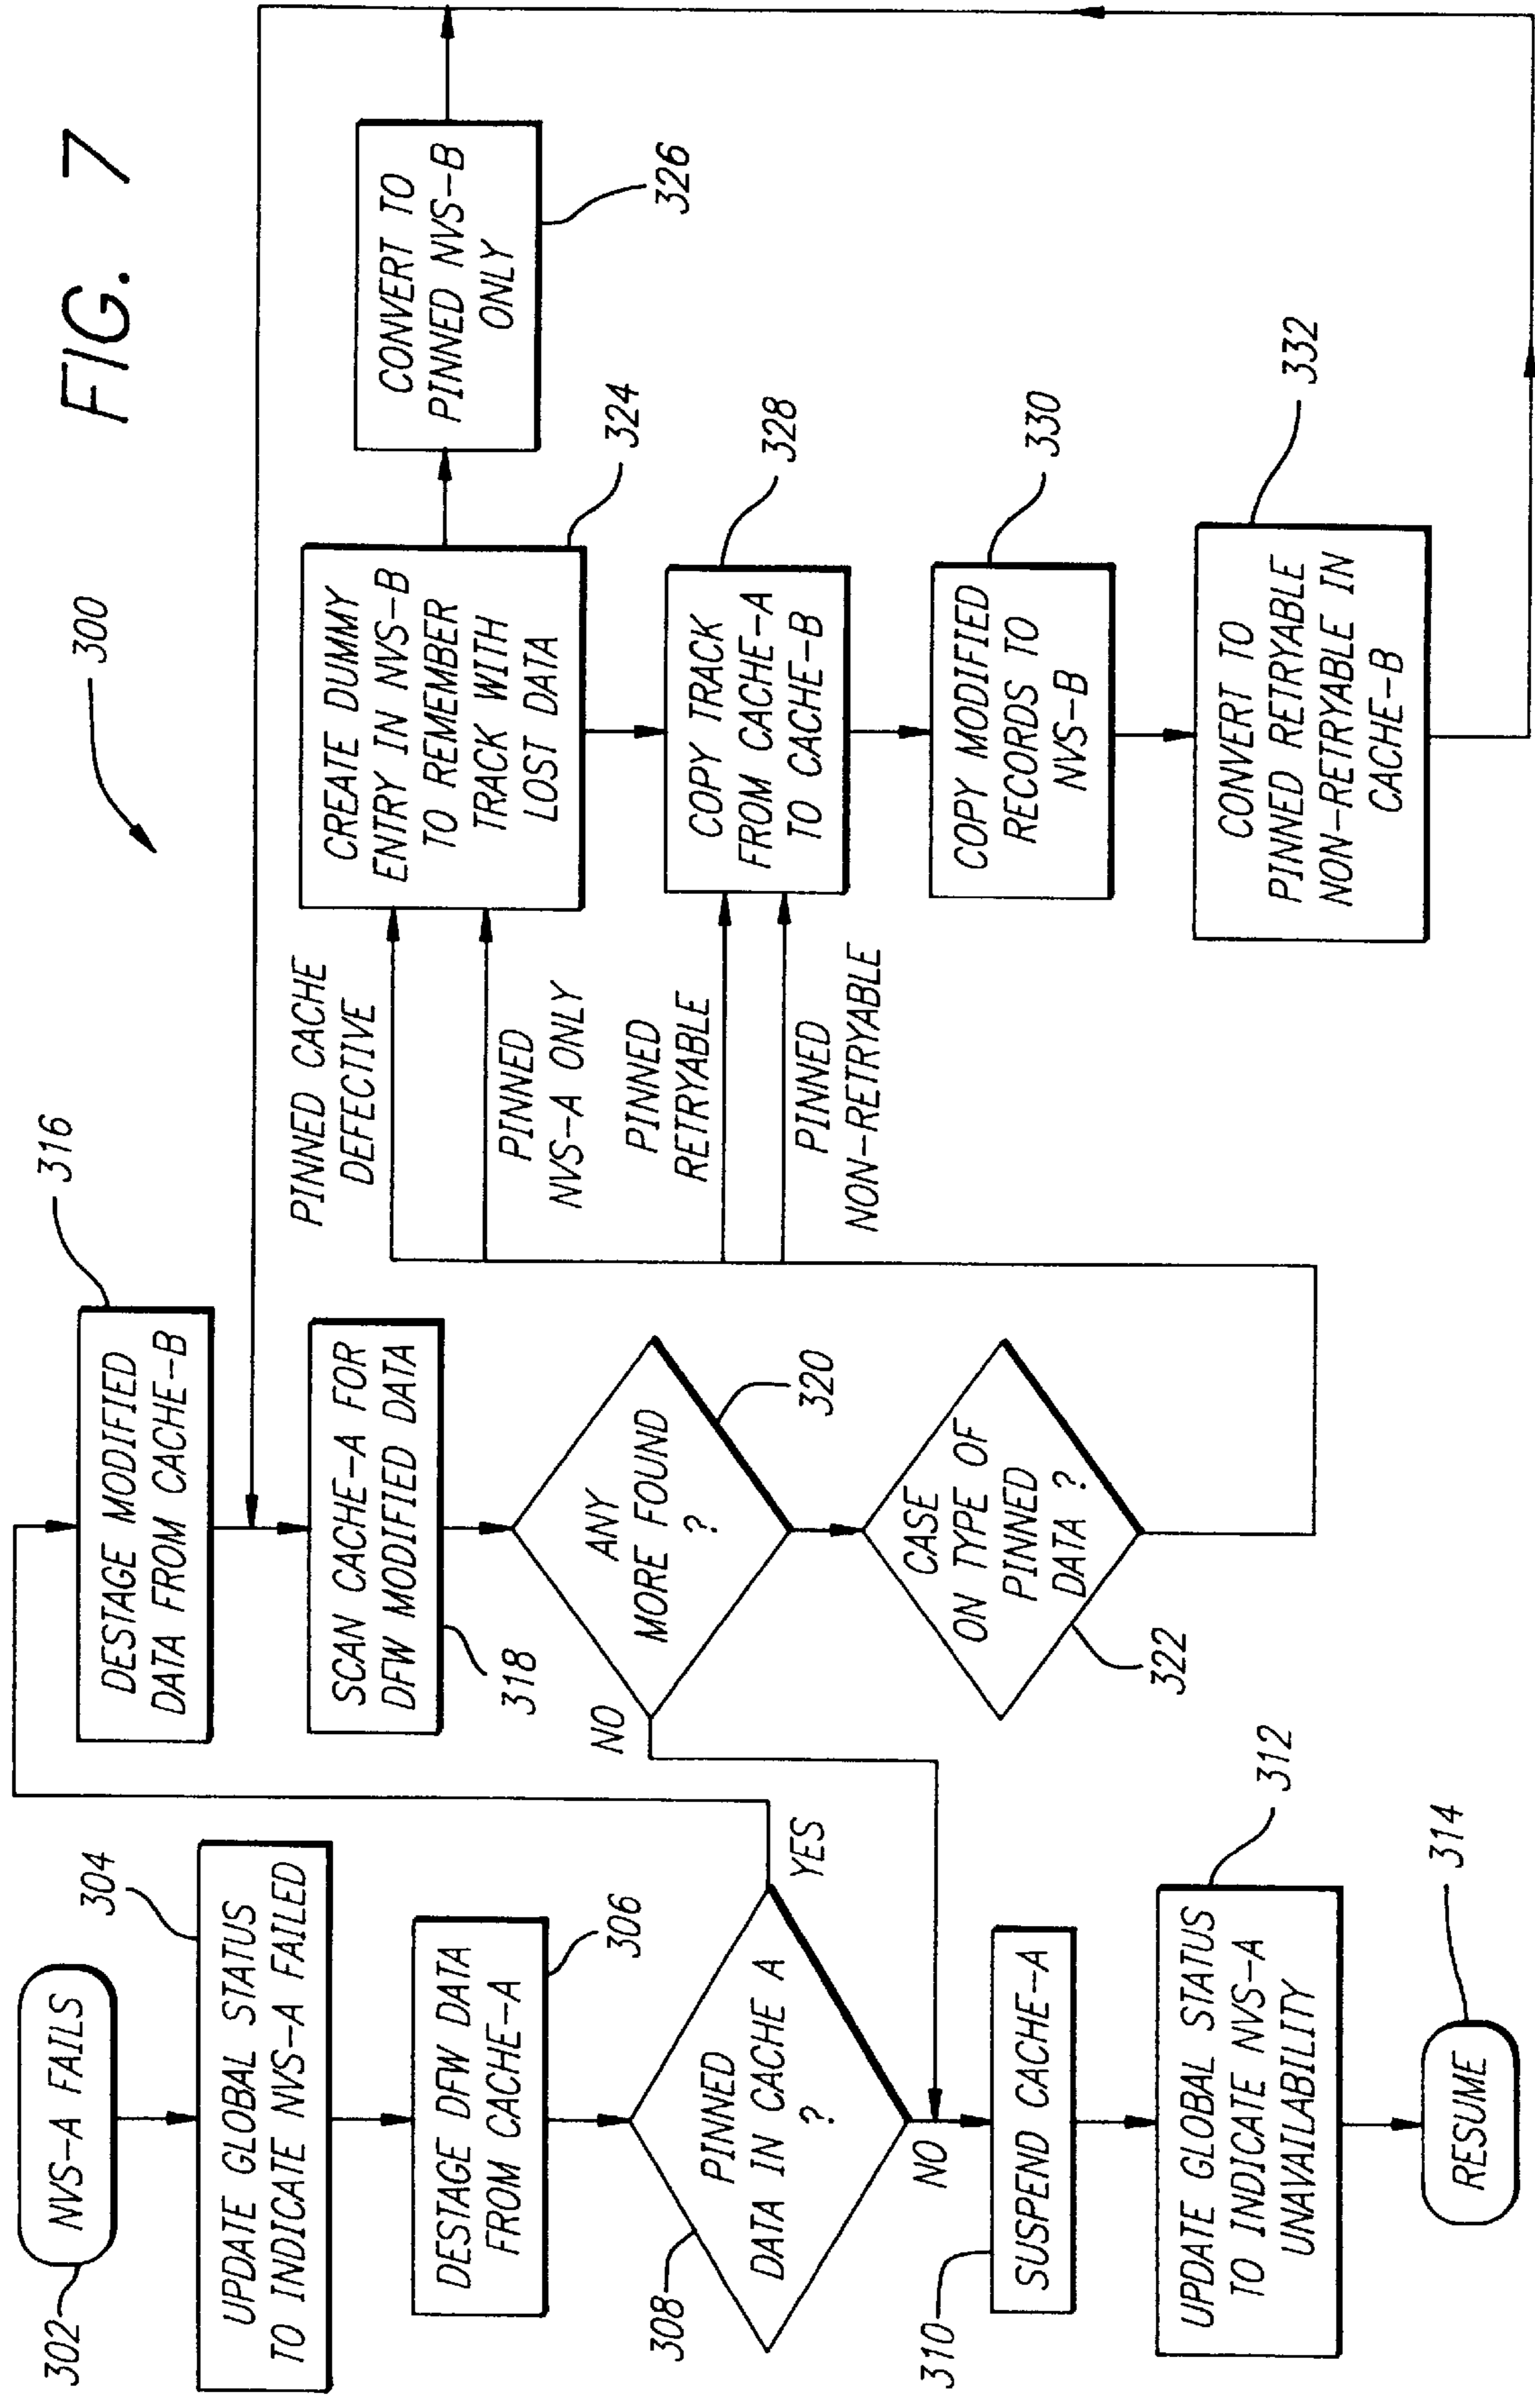 FIG. 7
300
302
NVS-A FAILS
304
UPDATE GLOBAL STATUS
TO INDICATE NVS-A FAILED
306
DESTAGE DFW DATA
FROM CACHE-A
308
PINNED
DATA IN CACHE A
?
YES
NO
310
SUSPEND CACHE-A
312
UPDATE GLOBAL STATUS
TO INDICATE NVS-A
UNAVAILABILITY
314
RESUME
316
DESTAGE MODIFIED
DATA FROM CACHE-B
318
SCAN CACHE-A FOR
DFW MODIFIED DATA
320
ANY
MORE FOUND
?
NO
322
CASE
ON TYPE OF
PINNED
DATA ?
PINNED CACHE
DEFECTIVE
PINNED
NVS-A ONLY
PINNED
RETRYABLE
PINNED
NON-RETRYABLE
324
CREATE DUMMY
ENTRY IN NVS-B
TO REMEMBER
TRACK WITH
LOST DATA
326
CONVERT TO
PINNED NVS-B
ONLY
328
COPY TRACK
FROM CACHE-A
TO CACHE-B
330
COPY MODIFIED
RECORDS TO
NVS-B
332
CONVERT TO
PINNED RETRYABLE
NON-RETRYABLE IN
CACHE-B